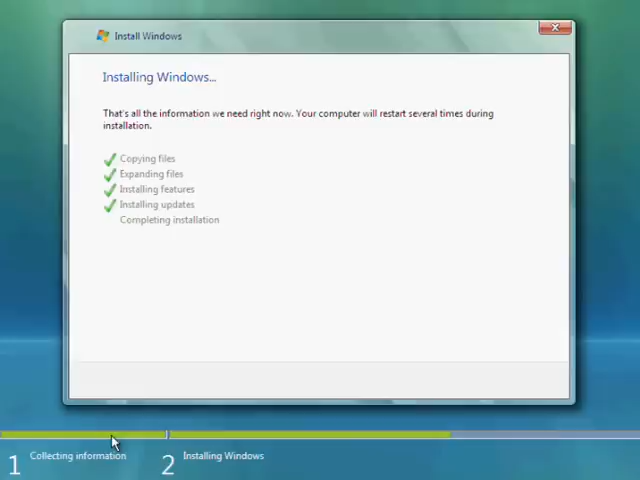 Install Windows
Installing Windows...
That's all the information we need right now. Your computer will restart several times during
installation.
Copying files
Expanding files
Installing features
Installing updates
Completing installation
1 Collecting information 2 Installing Windows